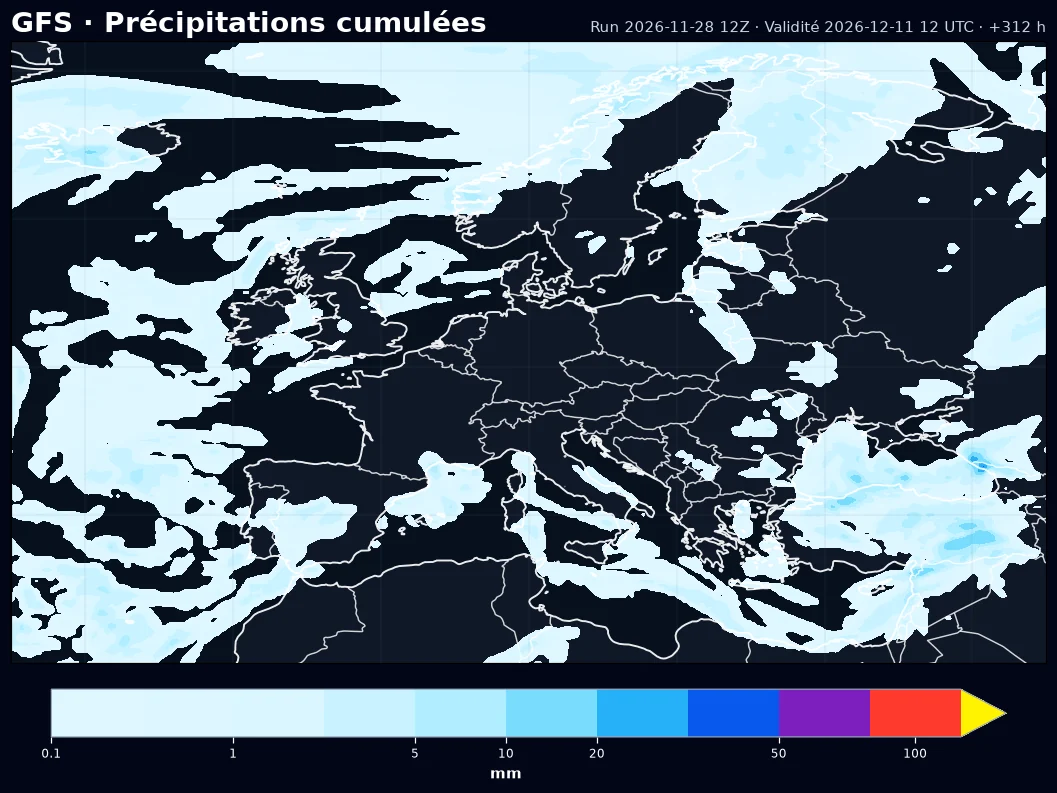 GFS · Précipitations cumulées
Run 2026-11-28 12Z · Validité 2026-12-11 12 UTC · +312 h
0.1 1 5 10 20 50 100
mm